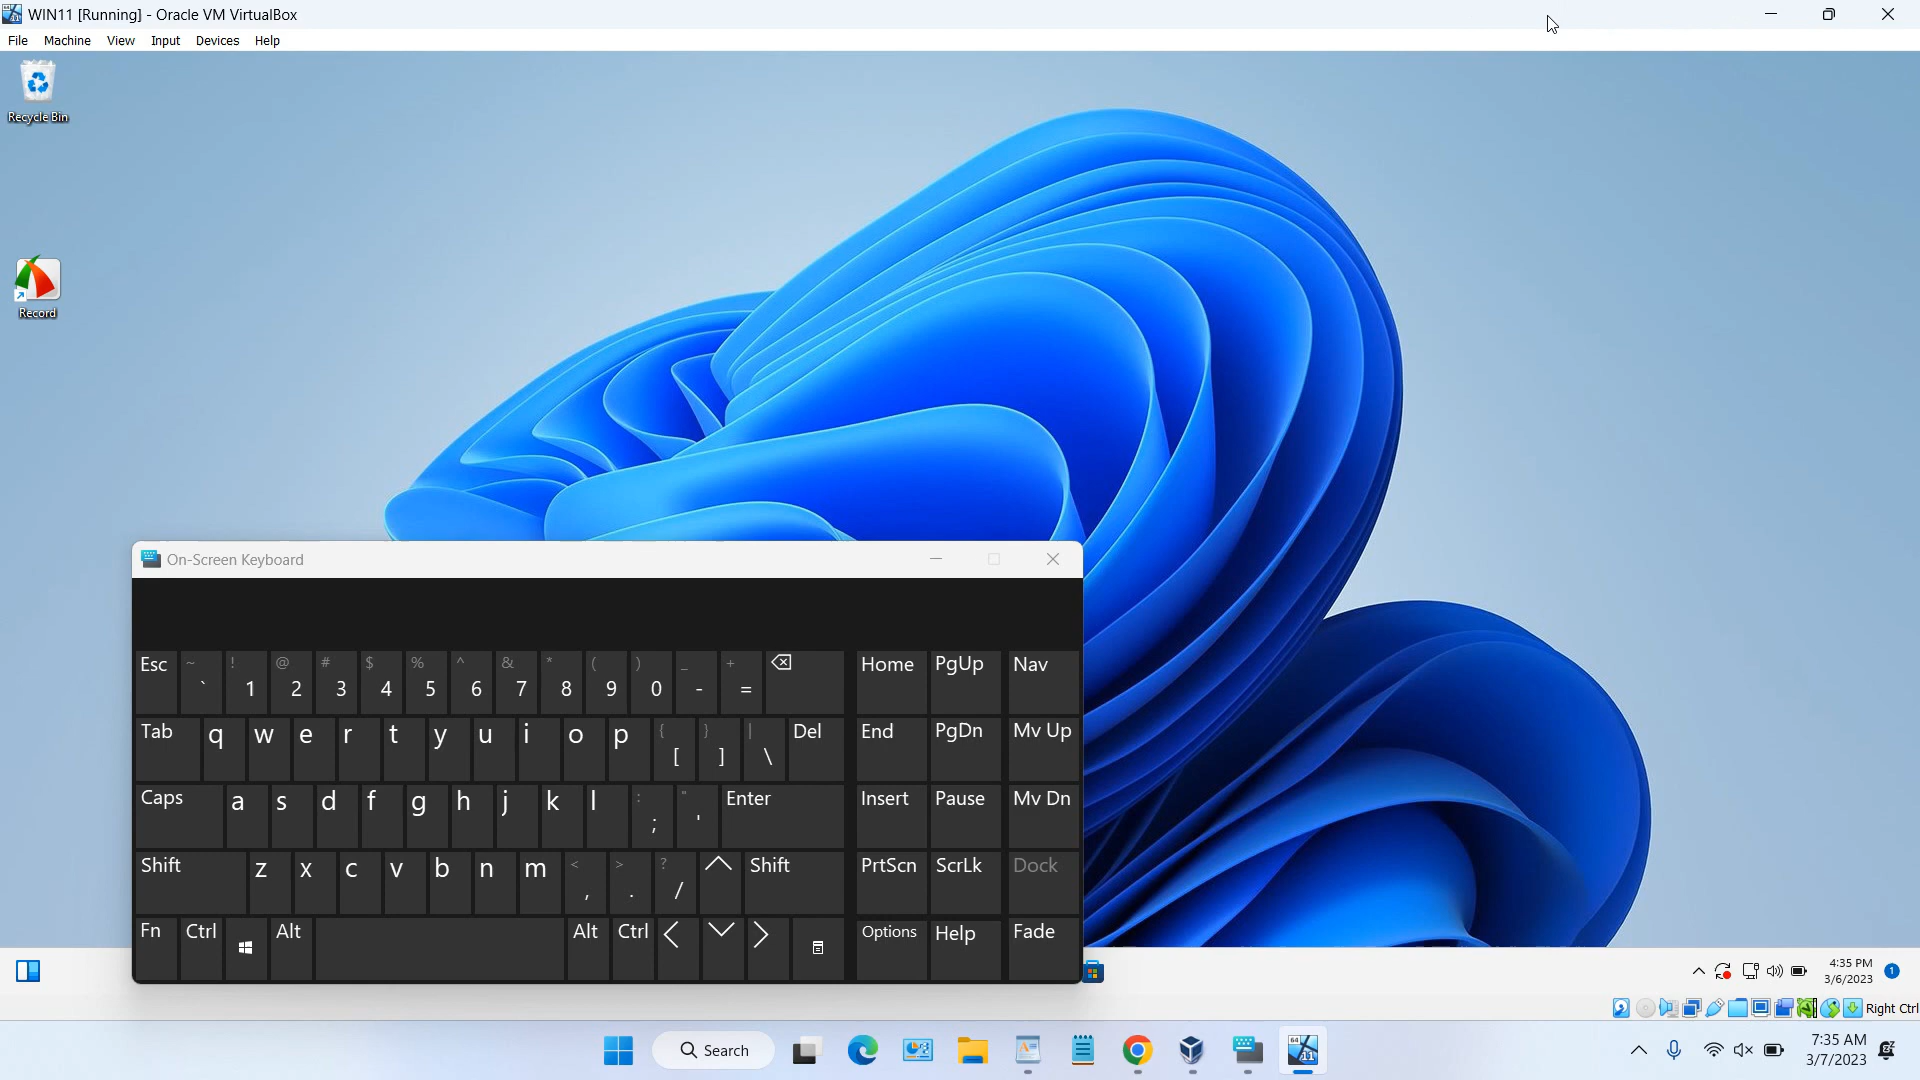 WIN11 [Running] - Oracle VM VirtualBox
File Machine View Input Devices Help
Recycle Bin
Record
On-Screen Keyboard
Esc ~ ` ! 1 @ 2 # 3 $ 4 % 5 ^ 6 & 7 * 8 ( 9 ) 0 _ - + = Home PgUp Nav
Tab q w e r t y u i o p { [ } ] | \ Del End PgDn Mv Up
Caps a s d f g h j k l : ; " ' Enter Insert Pause Mv Dn
Shift z x c v b n m < , > . ? / Shift PrtScn ScrLk Dock
Fn Ctrl Alt Alt Ctrl Options Help Fade
4:35 PM
3/6/2023
1
Right Ctrl
Search
64
11
7:35 AM
3/7/2023